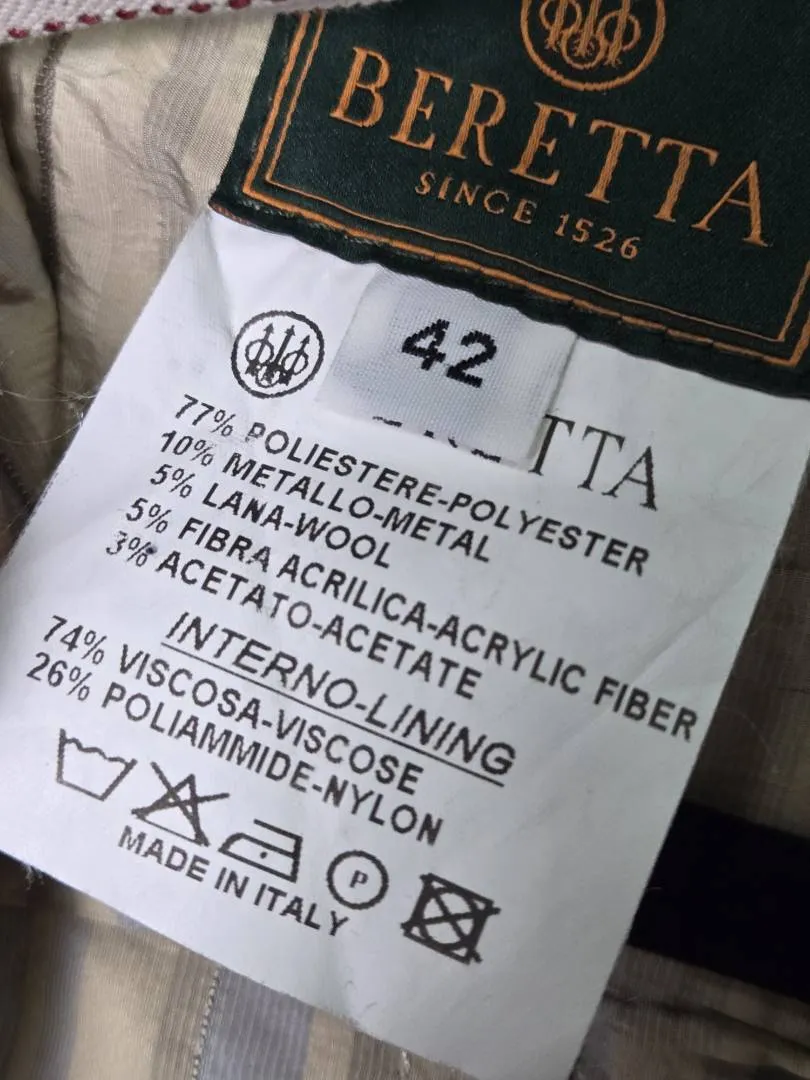 BERETTA
SINCE 1526
42
TTA
77% POLIESTERE-POLYESTER
10% METALLO-METAL
5% LANA-WOOL
5% FIBRA ACRILICA-ACRYLIC FIBER
3% ACETATO-ACETATE
INTERNO-LINING
74% VISCOSA-VISCOSE
26% POLIAMMIDE-NYLON
P
MADE IN ITALY